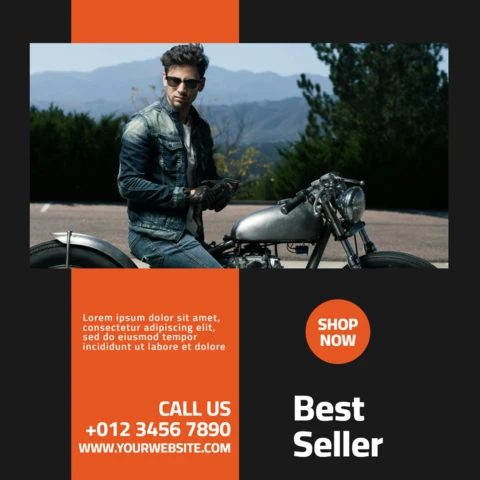 Lorem ipsum dolor sit amet,
consectetur adipiscing elit,
sed do eiusmod tempor
incididunt ut labore et dolore
SHOP
NOW
CALL US
+012 3456 7890
WWW.YOURWEBSITE.COM
Best
Seller